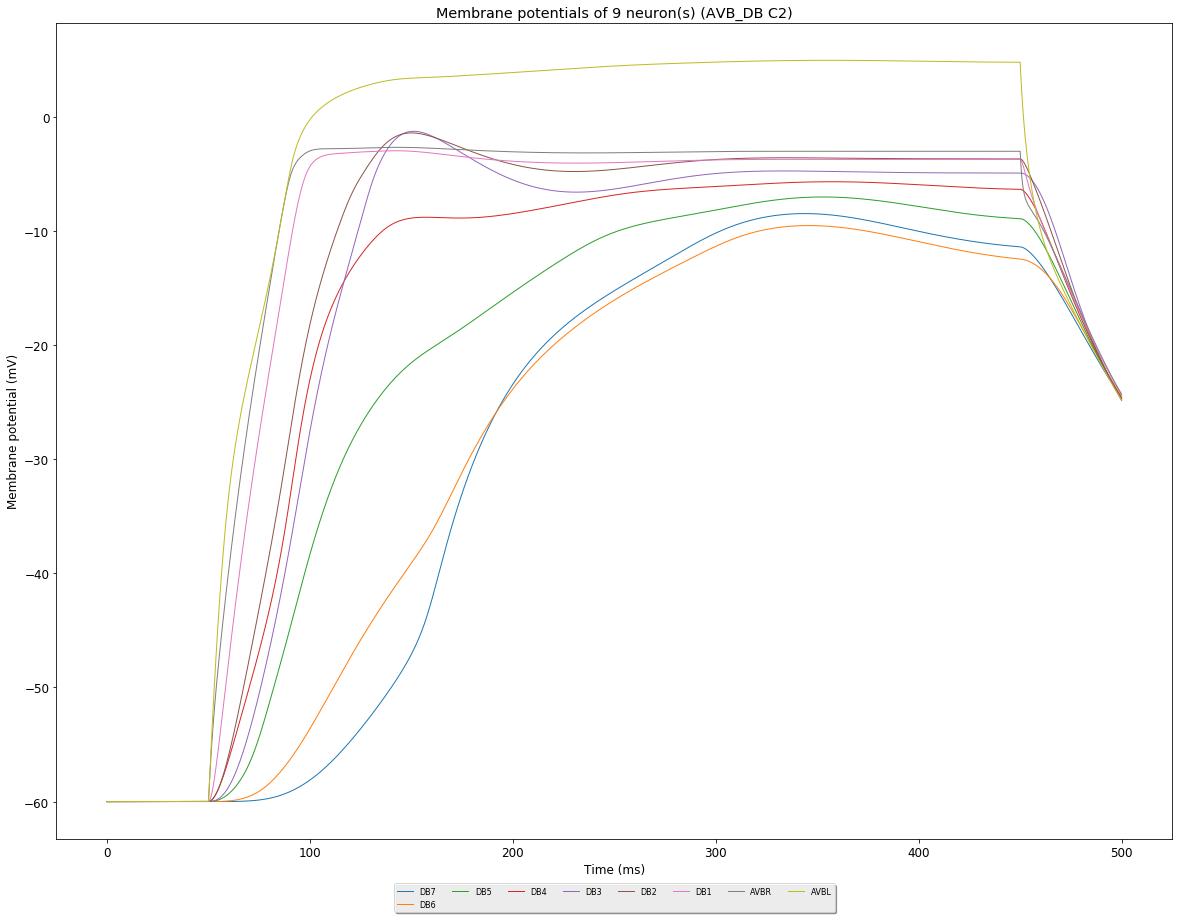 Membrane potentials of 9 neuron(s) (AVB_DB C2)
0
−10
−20
−30
−40
−50
−60
Membrane potential (mV)
0 100 200 300 400 500
Time (ms)
DB7 DB5 DB4 DB3 DB2 DB1 AVBR AVBL
DB6